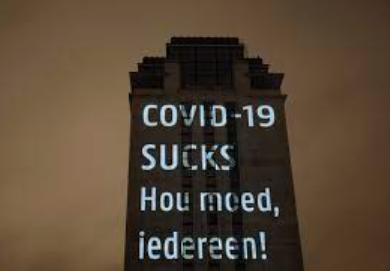 COVID-19
SUCKS
Hou moed,
iedereen!